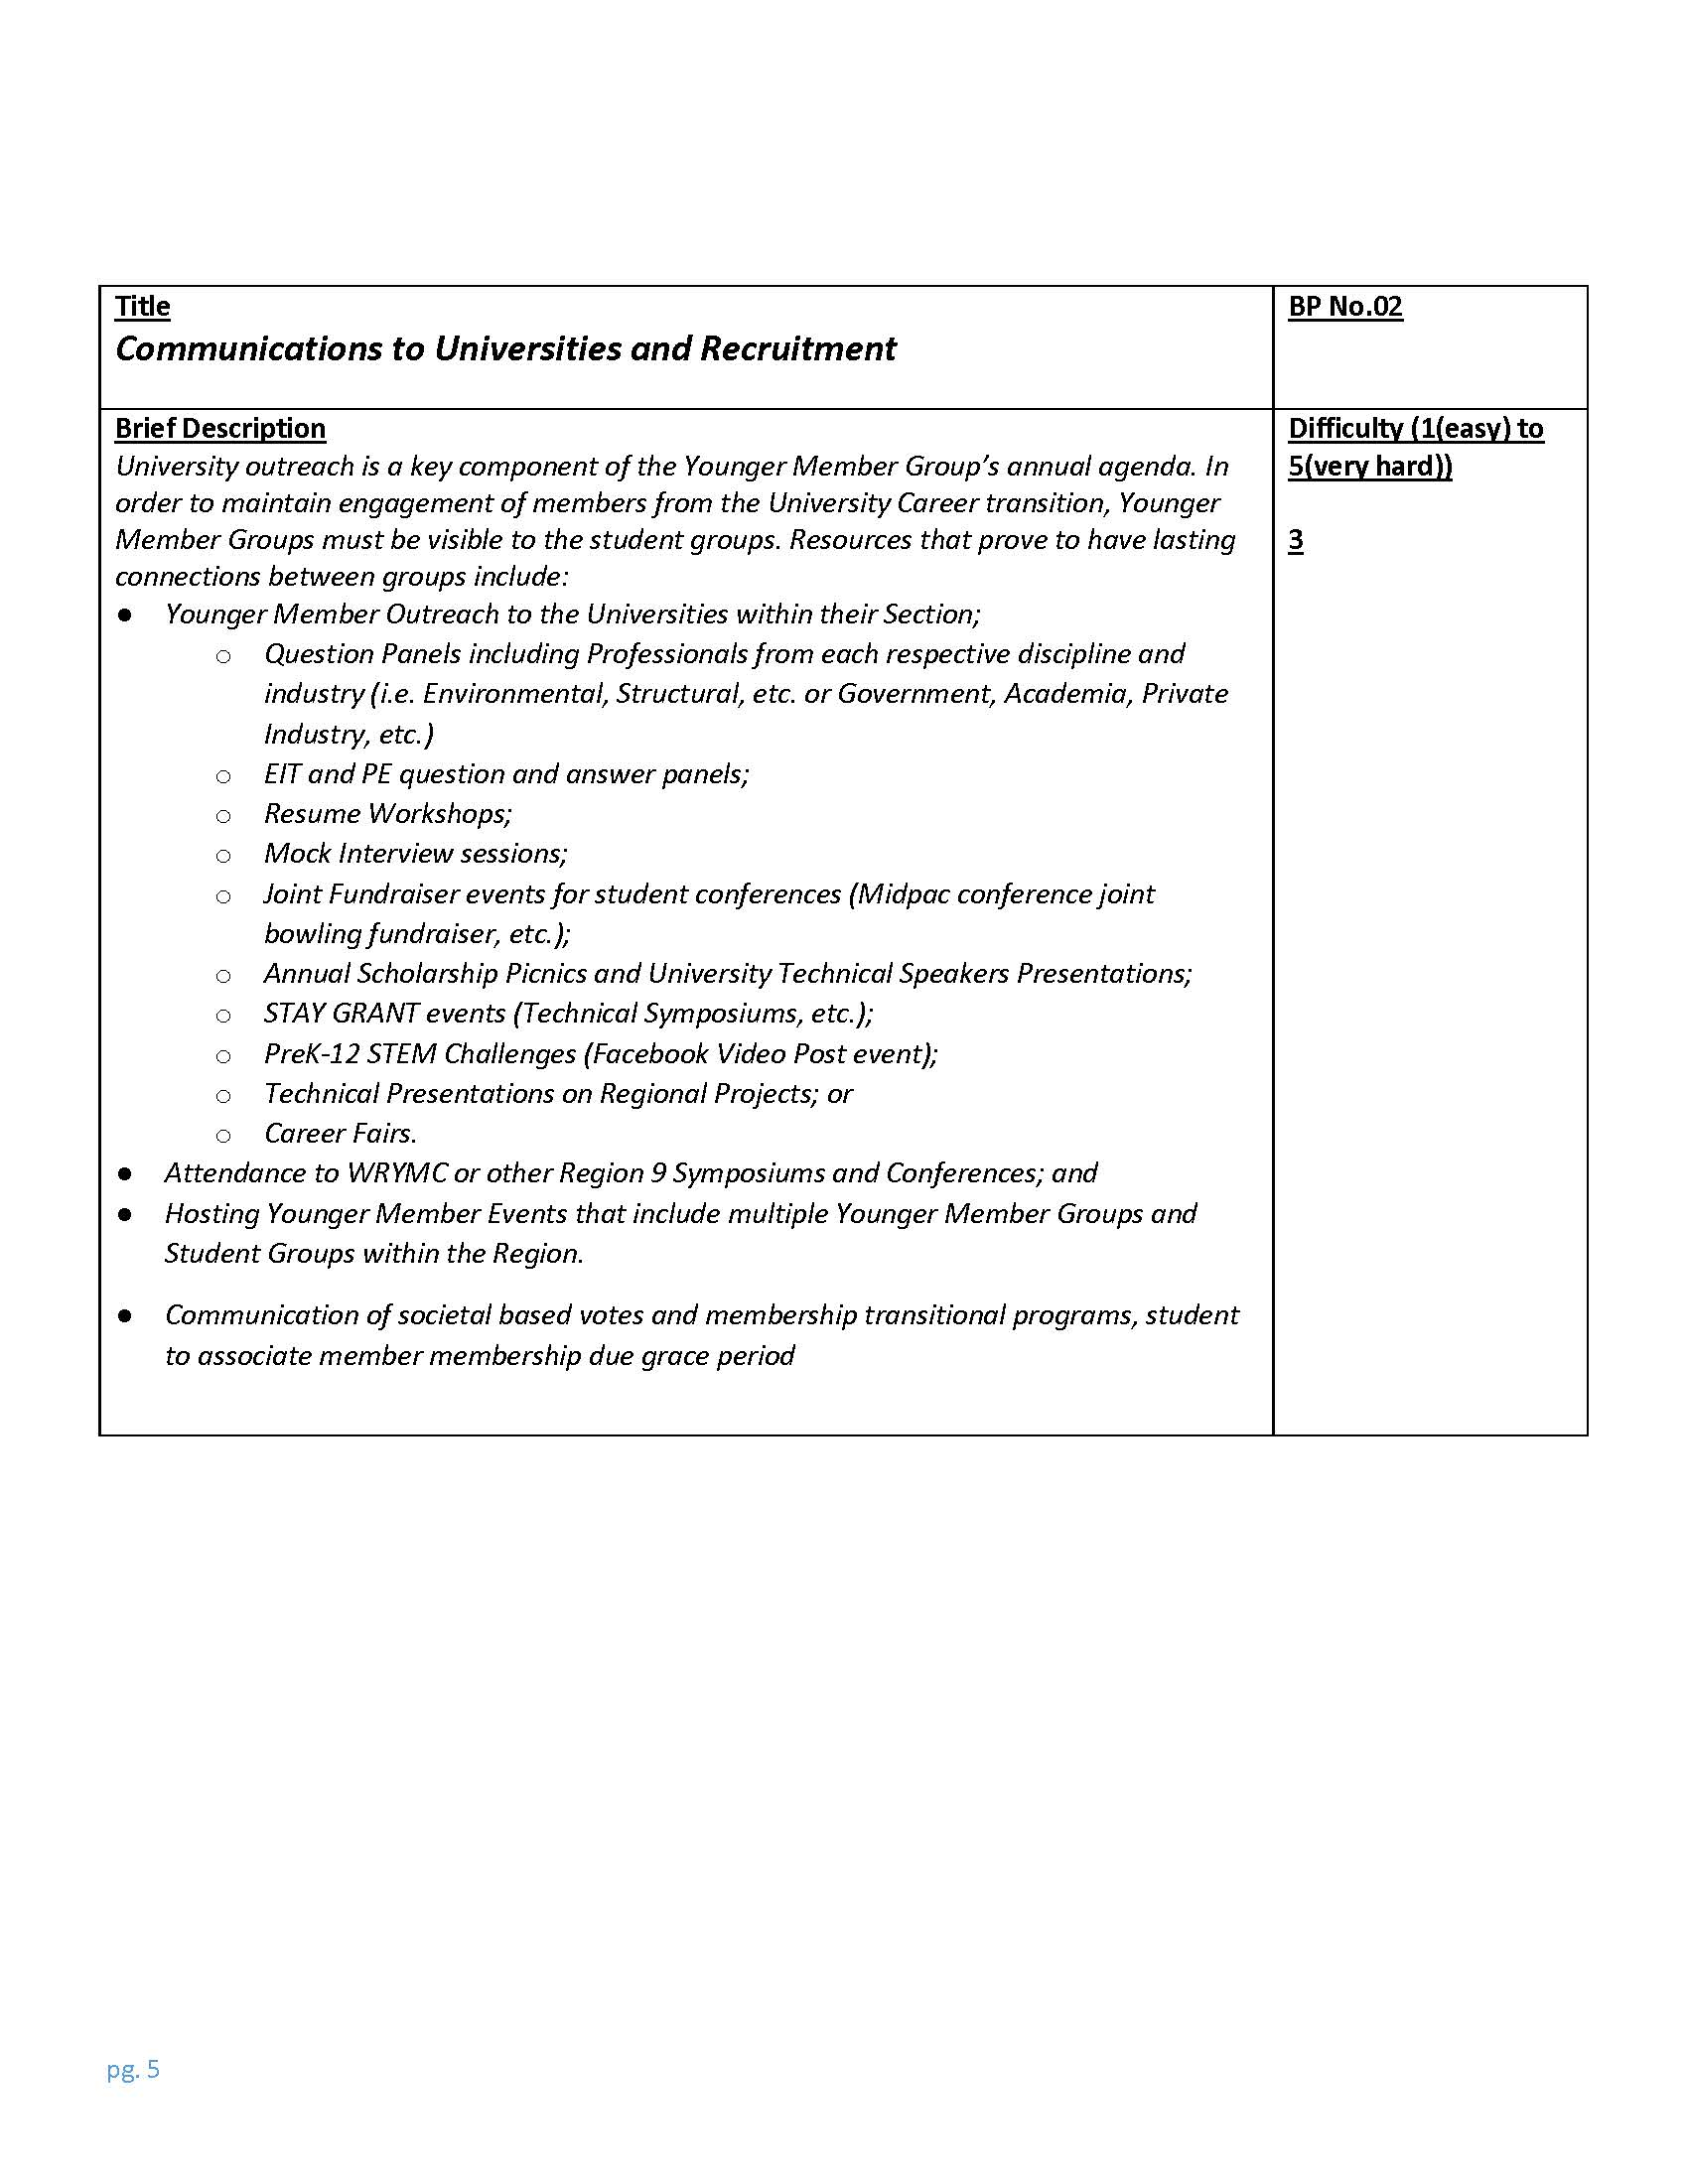 Title
BP No.02
Communications to Universities and Recruitment
Brief Description
Difficulty (1(easy) to
5(very hard))
3
University outreach is a key component of the Younger Member Group’s annual agenda. In
order to maintain engagement of members from the University Career transition, Younger
Member Groups must be visible to the student groups. Resources that prove to have lasting
connections between groups include:
● Younger Member Outreach to the Universities within their Section;
o Question Panels including Professionals from each respective discipline and
industry (i.e. Environmental, Structural, etc. or Government, Academia, Private
Industry, etc.)
o EIT and PE question and answer panels;
o Resume Workshops;
o Mock Interview sessions;
o Joint Fundraiser events for student conferences (Midpac conference joint
bowling fundraiser, etc.);
o Annual Scholarship Picnics and University Technical Speakers Presentations;
o STAY GRANT events (Technical Symposiums, etc.);
o PreK-12 STEM Challenges (Facebook Video Post event);
o Technical Presentations on Regional Projects; or
o Career Fairs.
● Attendance to WRYMC or other Region 9 Symposiums and Conferences; and
● Hosting Younger Member Events that include multiple Younger Member Groups and
Student Groups within the Region.
● Communication of societal based votes and membership transitional programs, student
to associate member membership due grace period
pg. 5